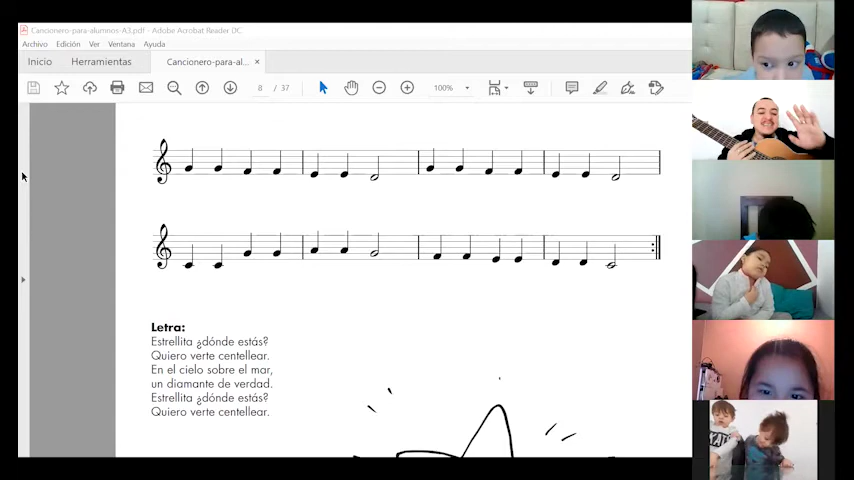 Cancionero-para-alumnos-A3.pdf - Adobe Acrobat Reader DC
Archivo Edición Ver Ventana Ayuda
Inicio Herramientas Cancionero-para-al... ×
8 / 37 100%
Letra:
Estrellita ¿dónde estás?
Quiero verte centellear.
En el cielo sobre el mar,
un diamante de verdad.
Estrellita ¿dónde estás?
Quiero verte centellear.